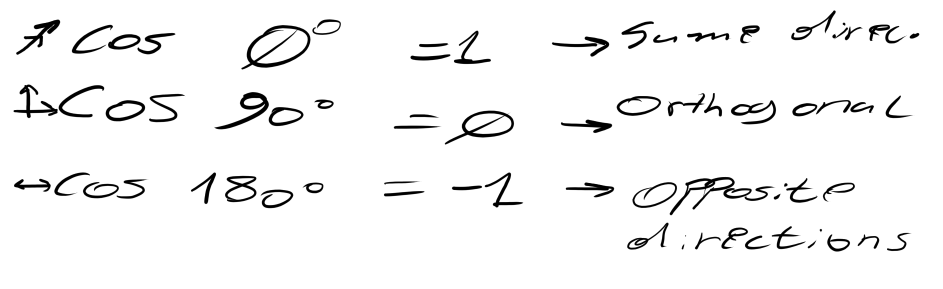 ↗ Cos 0° = 1 → Same direc.
↕→ Cos 90° = 0 → Orthogonal
↔ Cos 180° = -1 → Opposite
directions